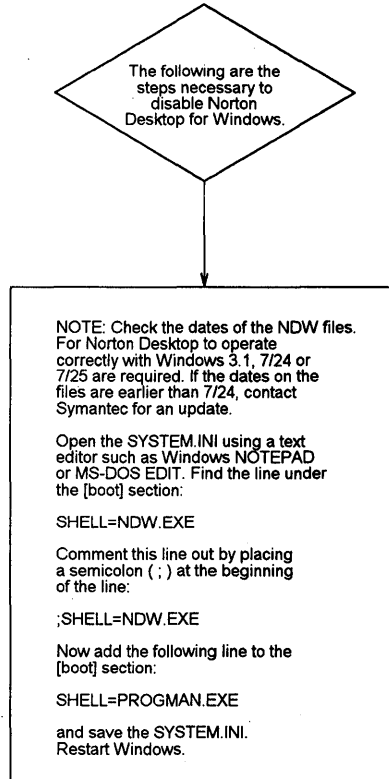 The following are the
steps necessary to
disable Norton
Desktop for Windows.
NOTE: Check the dates of the NDW files.
For Norton Desktop to operate
correctly with Windows 3.1, 7/24 or
7/25 are required. If the dates on the
files are earlier than 7/24, contact
Symantec for an update.
Open the SYSTEM.INI using a text
editor such as Windows NOTEPAD
or MS-DOS EDIT. Find the line under
the [boot] section:
SHELL=NDW.EXE
Comment this line out by placing
a semicolon ( ; ) at the beginning
of the line:
;SHELL=NDW.EXE
Now add the following line to the
[boot] section:
SHELL=PROGMAN.EXE
and save the SYSTEM.INI.
Restart Windows.